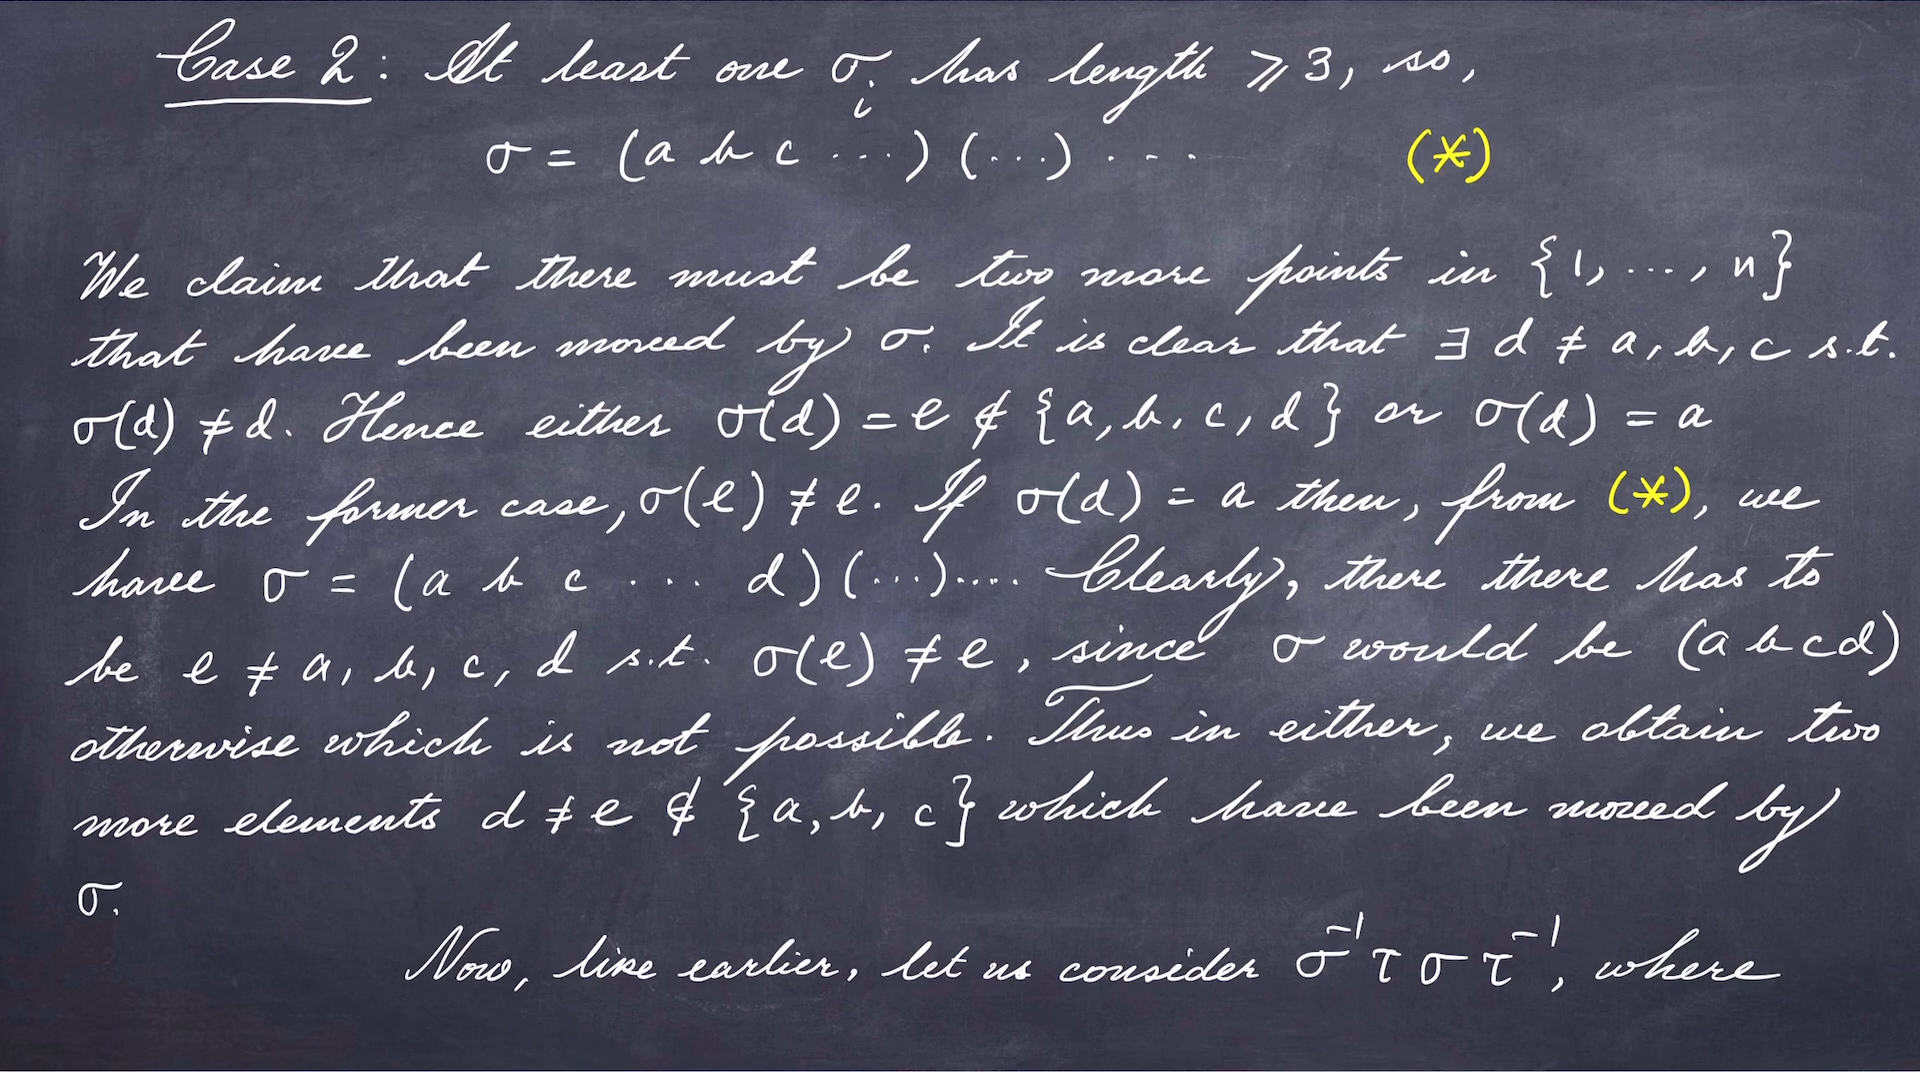 Case 2: At least one σᵢ has length ⩾ 3, so,
σ = (a b c ...) (...) ....  (*)
We claim that there must be two more points in {1, ..., n}
that have been moved by σ. It is clear that ∃ d ≠ a, b, c s.t.
σ(d) ≠ d. Hence either σ(d) = e ∉ {a, b, c, d} or σ(d) = a
In the former case, σ(e) ≠ e. If σ(d) = a then, from (*), we
have σ = (a b c ... d) (...).... Clearly, there there has to
be e ≠ a, b, c, d s.t. σ(e) ≠ e, since σ would be (a b c d)
otherwise which is not possible. Thus in either, we obtain two
more elements d ≠ e ∉ {a, b, c} which have been moved by
σ.
Now, like earlier, let us consider σ⁻¹ τ σ τ⁻¹, where